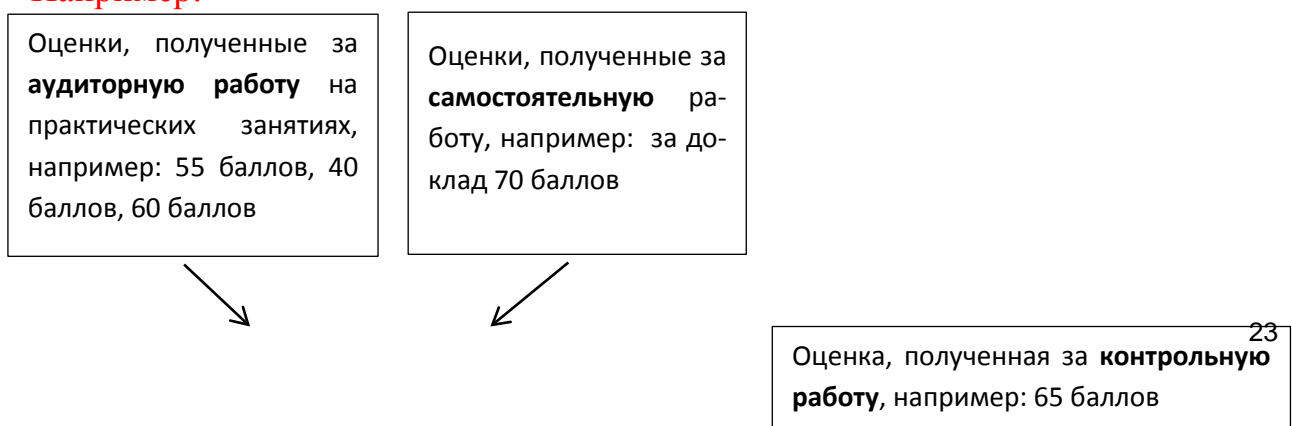 Например:
Оценки, полученные за
аудиторную работу на
практических занятиях,
например: 55 баллов, 40
баллов, 60 баллов
Оценки, полученные за
самостоятельную ра-
боту, например: за до-
клад 70 баллов
23
Оценка, полученная за контрольную
работу, например: 65 баллов